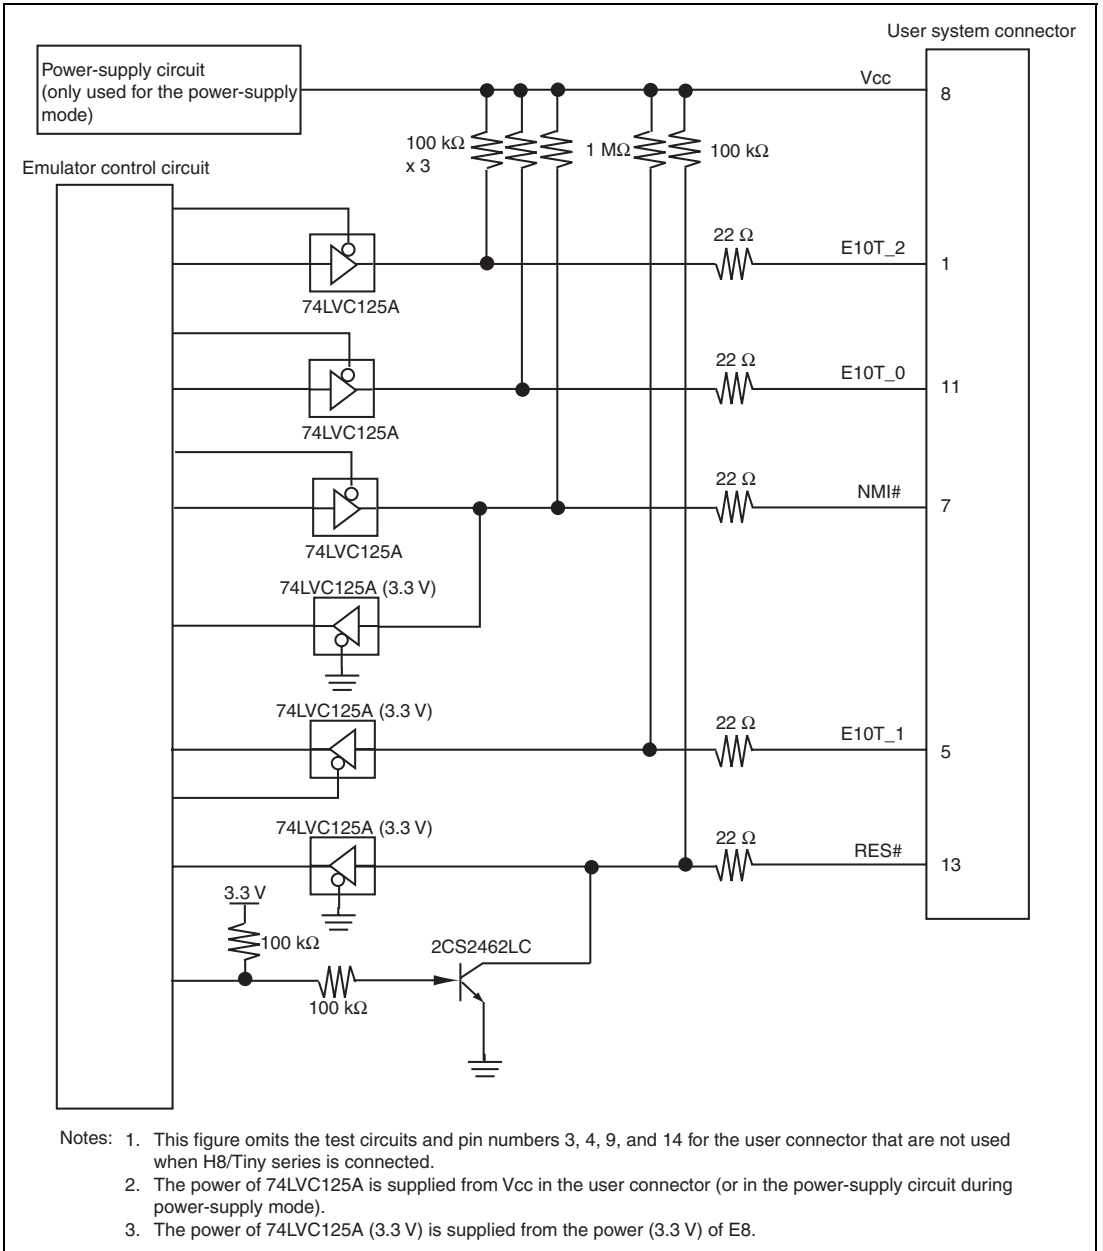 User system connector
Power-supply circuit
(only used for the power-supply
mode)
Vcc
8
100 kΩ
x 3
1 MΩ
100 kΩ
Emulator control circuit
22 Ω
E10T_2
1
74LVC125A
22 Ω
E10T_0
11
74LVC125A
22 Ω
NMI#
7
74LVC125A
74LVC125A (3.3 V)
74LVC125A (3.3 V)
22 Ω
E10T_1
5
74LVC125A (3.3 V)
22 Ω
RES#
13
3.3 V
100 kΩ
2CS2462LC
100 kΩ
Notes: 1. This figure omits the test circuits and pin numbers 3, 4, 9, and 14 for the user connector that are not used
when H8/Tiny series is connected.
2. The power of 74LVC125A is supplied from Vcc in the user connector (or in the power-supply circuit during
power-supply mode).
3. The power of 74LVC125A (3.3 V) is supplied from the power (3.3 V) of E8.